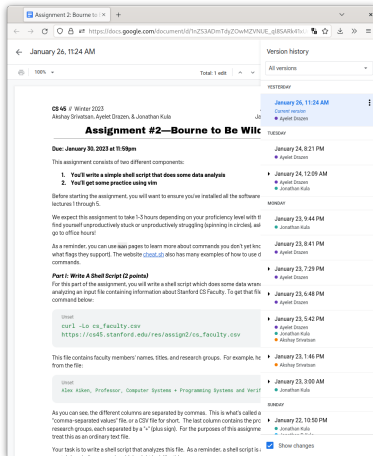 Assignment 2: Bourne to
https://docs.google.com/document/d/1nZS3ADmTdyZOwMZVNUE_
January 26, 11:24 AM
100%
Total: 1 edit
Version history
All versions
YESTERDAY
January 26, 11:24 AM
Current version
Ayelet Drazen
TUESDAY
January 24, 8:21 PM
Ayelet Drazen
January 24, 12:09 AM
Ayelet Drazen
Jonathan Kula
MONDAY
January 23, 9:44 PM
Jonathan Kula
January 23, 8:41 PM
Ayelet Drazen
January 23, 7:29 PM
Ayelet Drazen
January 23, 6:48 PM
Ayelet Drazen
January 23, 5:42 PM
Ayelet Drazen
Jonathan Kula
Akshay Srivatsan
January 23, 1:46 PM
Akshay Srivatsan
January 23, 3:00 AM
Jonathan Kula
SUNDAY
January 22, 10:50 PM
Jonathan Kula
Show changes
CS 45 // Winter 2023
Akshay Srivatsan, Ayelet Drazen, & Jonathan Kula
Assignment #2—Bourne to Be Wild
Due: January 30, 2023 at 11:59pm
This assignment consists of two different components:
1. You'll write a simple shell script that does some data analysis
2. You'll get some practice using vim
Before starting the assignment, you will want to ensure you've installed all the software
lectures 1 through 5.
We expect this assignment to take 1-3 hours depending on your proficiency level with
find yourself unproductively stuck or unproductively struggling (spinning in circles),
go to office hours!
As a reminder, you can use man pages to learn more about commands you don't yet
what flags they support). The website cheat.sh also has many examples of how to use
commands.
Part I: Write A Shell Script (2 points)
For this part of the assignment, you will write a shell script which does some data
analyzing an input file containing information about Stanford CS Faculty. To get that
command below:
Unset
curl -Lo cs_faculty.csv
https://cs45.stanford.edu/res/assign2/cs_faculty.csv
This file contains faculty members' names, titles, and research groups. For example,
from the file:
Unset
Alex Aiken, Professor, Computer Systems + Programming Systems and
As you can see, the different columns are separated by commas. This is what's called a
"comma-separated values" file, or a CSV file for short. The last column contains the
research groups, each separated by a "+" (plus sign). For the purposes of this
treat this as an ordinary text file.
Your task is to write a shell script that analyzes this file. As a reminder, a shell script is